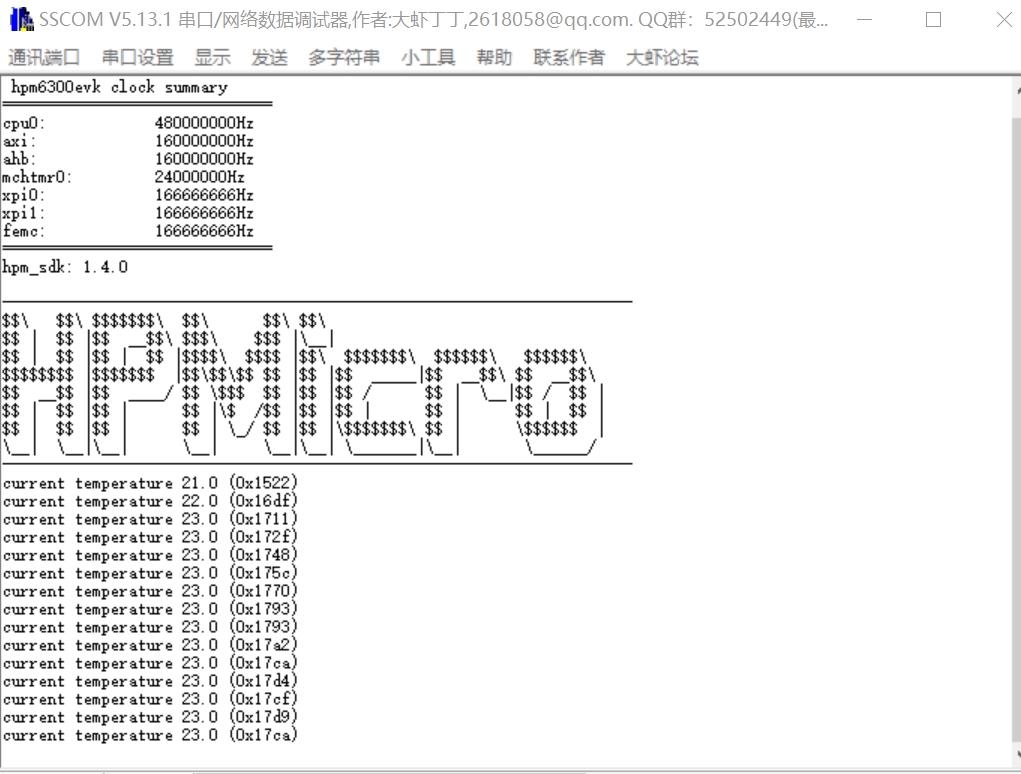 SSCOM V5.13.1 串口/网络数据调试器,作者:大虾丁丁,2618058@qq.com. QQ群：52502449(最...
通讯端口 串口设置 显示 发送 多字符串 小工具 帮助 联系作者 大虾论坛
hpm6300evk clock summary
cpu0: 480000000Hz
axi: 160000000Hz
ahb: 160000000Hz
mchtmr0: 24000000Hz
xpi0: 166666666Hz
xpi1: 166666666Hz
femc: 166666666Hz
hpm_sdk: 1.4.0
HPMicro
current temperature 21.0 (0x1522)
current temperature 22.0 (0x16df)
current temperature 23.0 (0x1711)
current temperature 23.0 (0x172f)
current temperature 23.0 (0x1748)
current temperature 23.0 (0x175c)
current temperature 23.0 (0x1770)
current temperature 23.0 (0x1793)
current temperature 23.0 (0x1793)
current temperature 23.0 (0x17a2)
current temperature 23.0 (0x17ca)
current temperature 23.0 (0x17d4)
current temperature 23.0 (0x17cf)
current temperature 23.0 (0x17d9)
current temperature 23.0 (0x17ca)